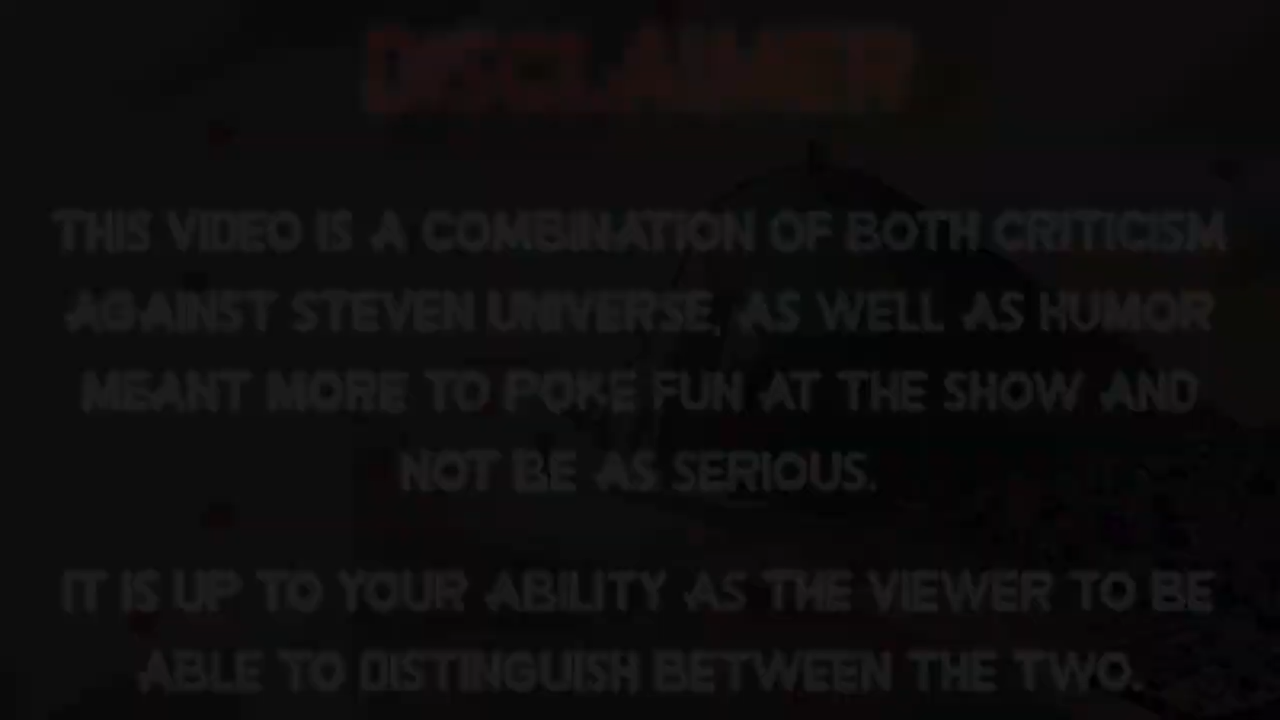 DISCLAIMER
THIS VIDEO IS A COMBINATION OF BOTH CRITICISM
AGAINST STEVEN UNIVERSE, AS WELL AS HUMOR
MEANT MORE TO POKE FUN AT THE SHOW AND
NOT BE AS SERIOUS.
IT IS UP TO YOUR ABILITY AS THE VIEWER TO BE
ABLE TO DISTINGUISH BETWEEN THE TWO.